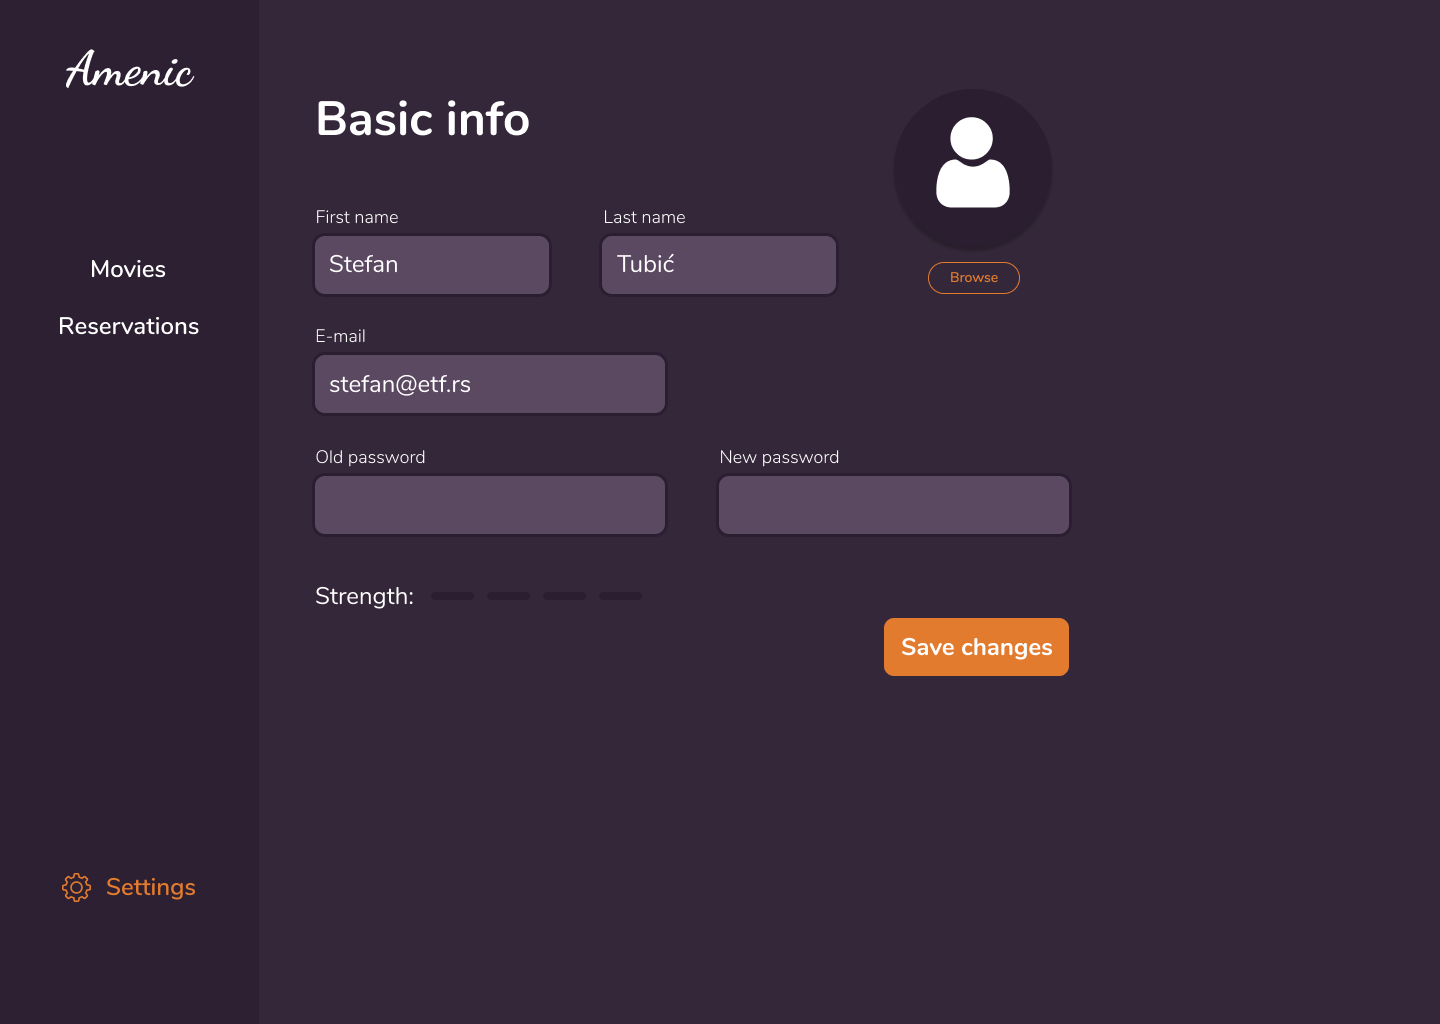 Amenic
Movies
Reservations
Settings
Basic info
First name
Stefan
Last name
Tubić
Browse
E-mail
stefan@etf.rs
Old password
New password
Strength:
Save changes